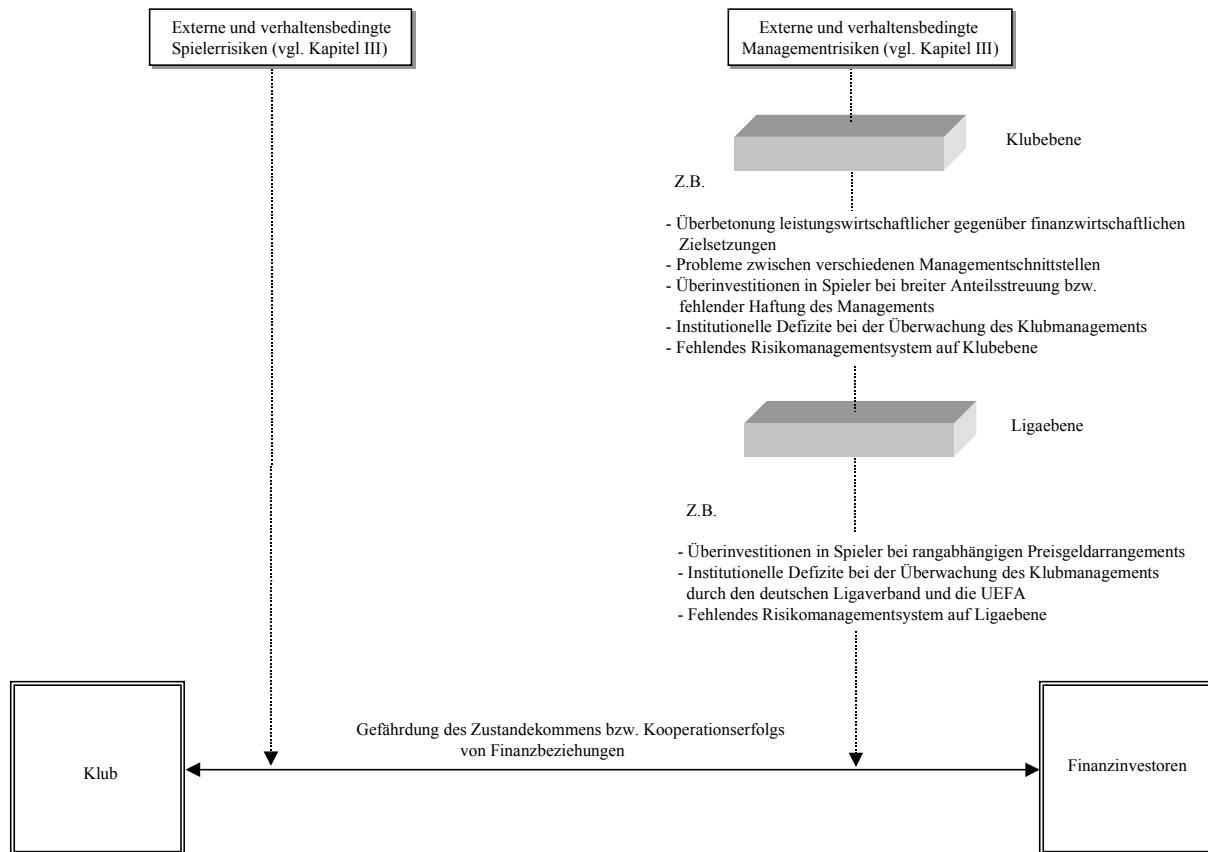 Externe und verhaltensbedingte
Spielerrisiken (vgl. Kapitel III)
Externe und verhaltensbedingte
Managementrisiken (vgl. Kapitel III)
Klubebene
Z.B.
- Überbetonung leistungswirtschaftlicher gegenüber finanzwirtschaftlichen
Zielsetzungen
- Probleme zwischen verschiedenen Managementschnittstellen
- Überinvestitionen in Spieler bei breiter Anteilsstreuung bzw.
fehlender Haftung des Managements
- Institutionelle Defizite bei der Überwachung des Klubmanagements
- Fehlendes Risikomanagementsystem auf Klubebene
Ligaebene
Z.B.
- Überinvestitionen in Spieler bei rangabhängigen Preisgeldarrangements
- Institutionelle Defizite bei der Überwachung des Klubmanagements
durch den deutschen Ligaverband und die UEFA
- Fehlendes Risikomanagementsystem auf Ligaebene
Gefährdung des Zustandekommens bzw. Kooperationserfolgs
von Finanzbeziehungen
Klub
Finanzinvestoren